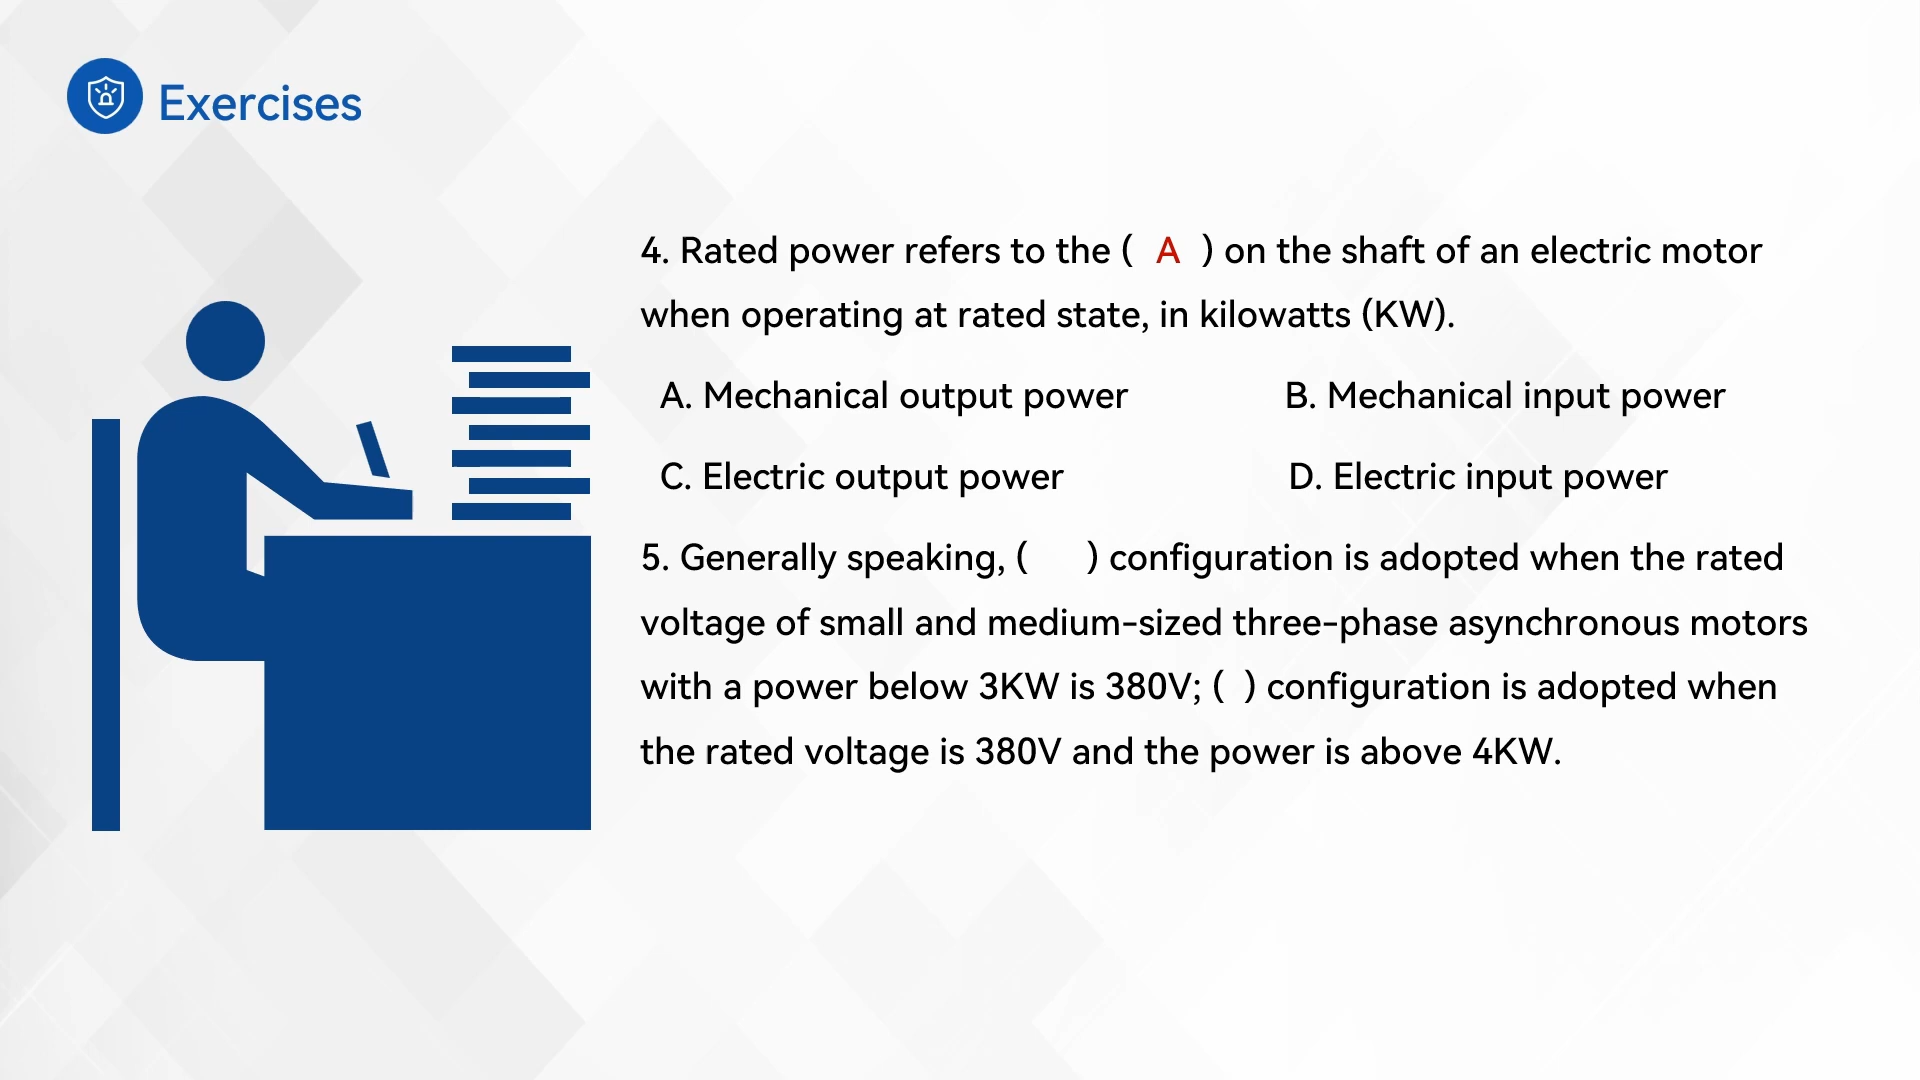 Exercises
4. Rated power refers to the ( A ) on the shaft of an electric motor
when operating at rated state, in kilowatts (KW).
A. Mechanical output power B. Mechanical input power
C. Electric output power D. Electric input power
5. Generally speaking, ( ) configuration is adopted when the rated
voltage of small and medium-sized three-phase asynchronous motors
with a power below 3KW is 380V; ( ) configuration is adopted when
the rated voltage is 380V and the power is above 4KW.